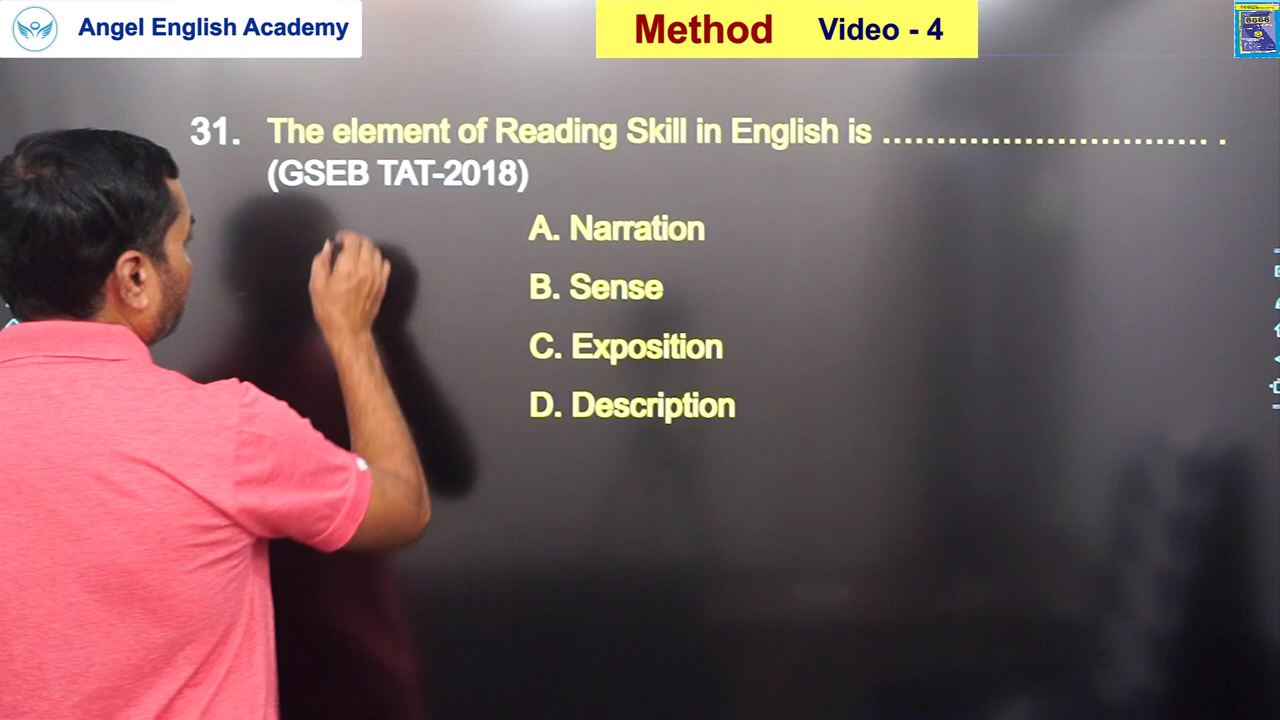 Angel English Academy
Method Video - 4
6666
31. The element of Reading Skill in English is .............................. .
(GSEB TAT-2018)
A. Narration
B. Sense
C. Exposition
D. Description